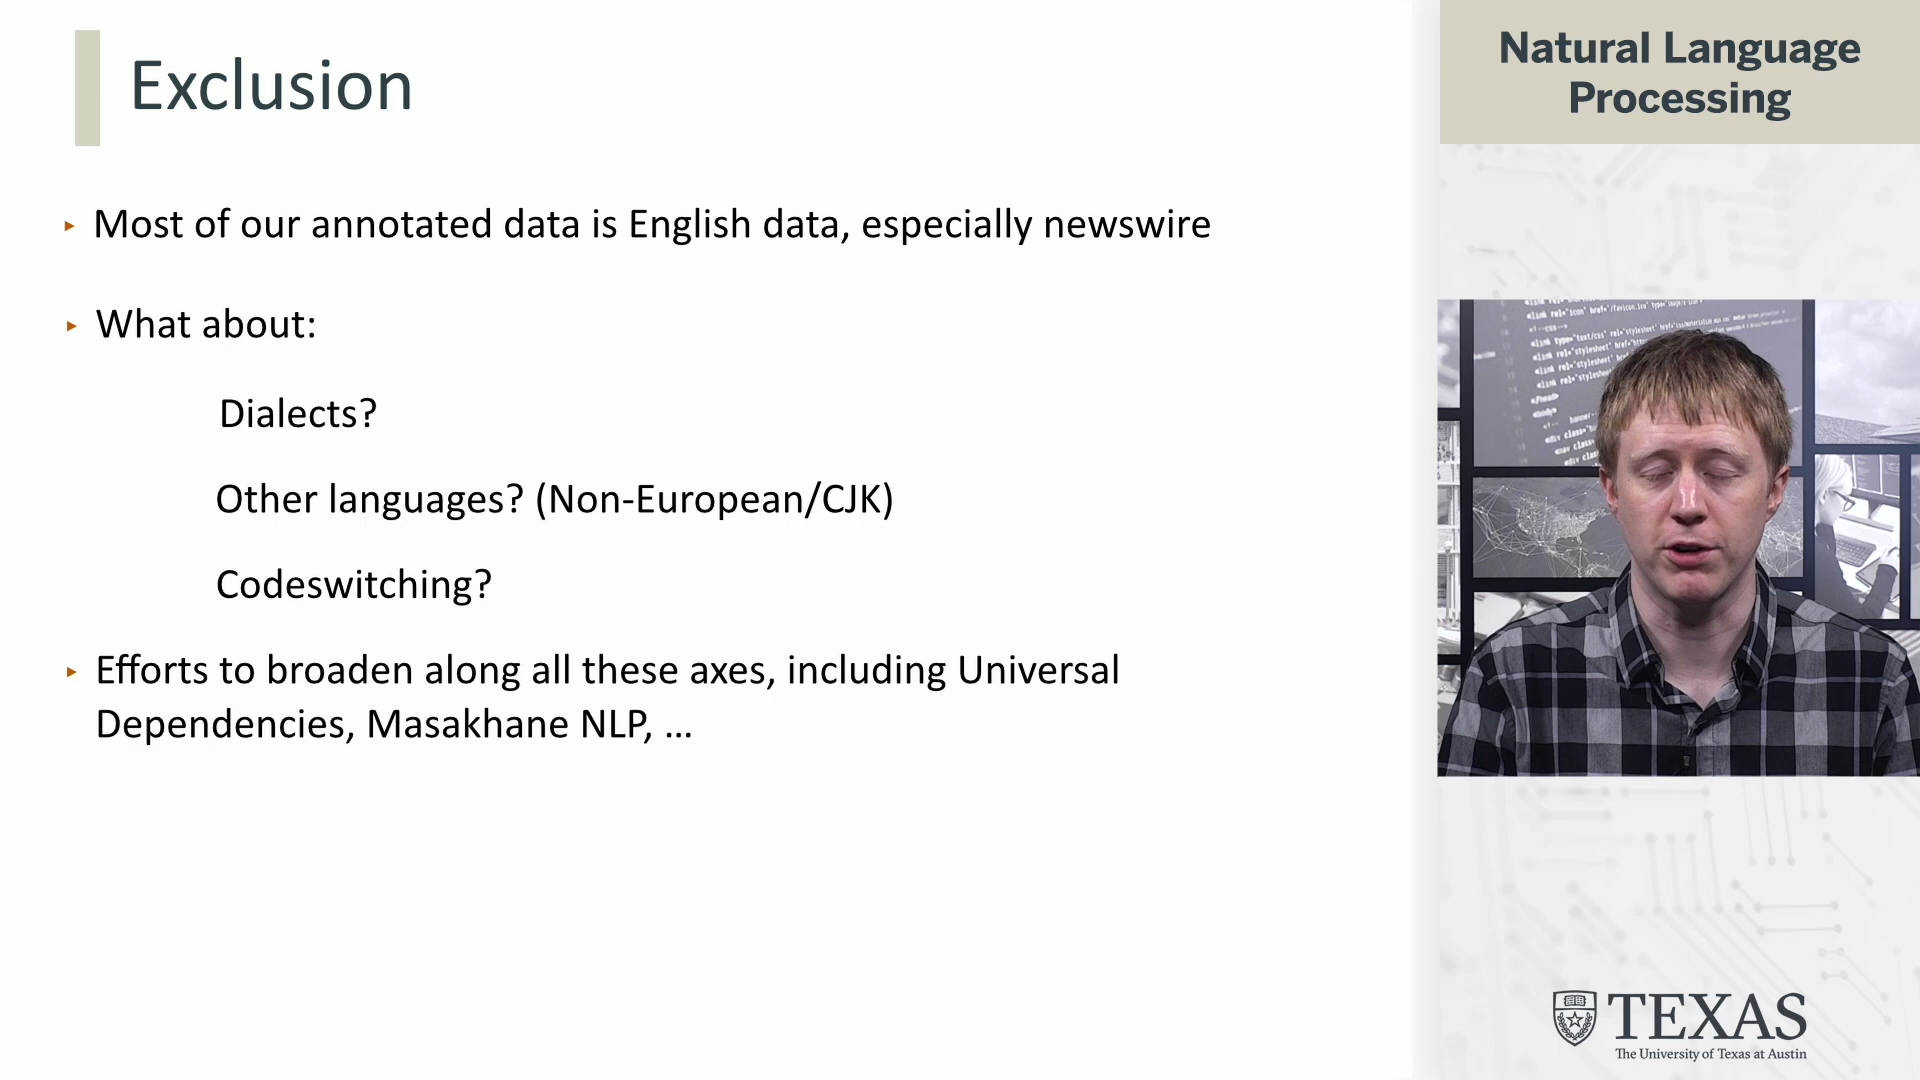 Exclusion
Natural Language
Processing
‣ Most of our annotated data is English data, especially newswire
‣ What about:
Dialects?
Other languages? (Non-European/CJK)
Codeswitching?
‣ Efforts to broaden along all these axes, including Universal
Dependencies, Masakhane NLP, ...
TEXAS
The University of Texas at Austin